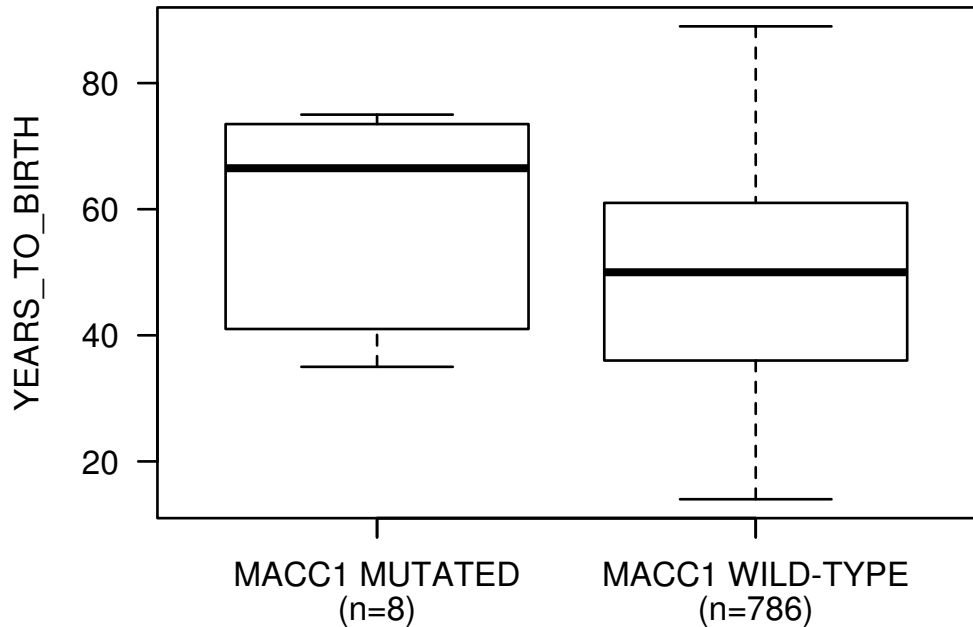 YEARS_TO_BIRTH
80
60
40
20
MACC1 MUTATED
(n=8)
MACC1 WILD-TYPE
(n=786)